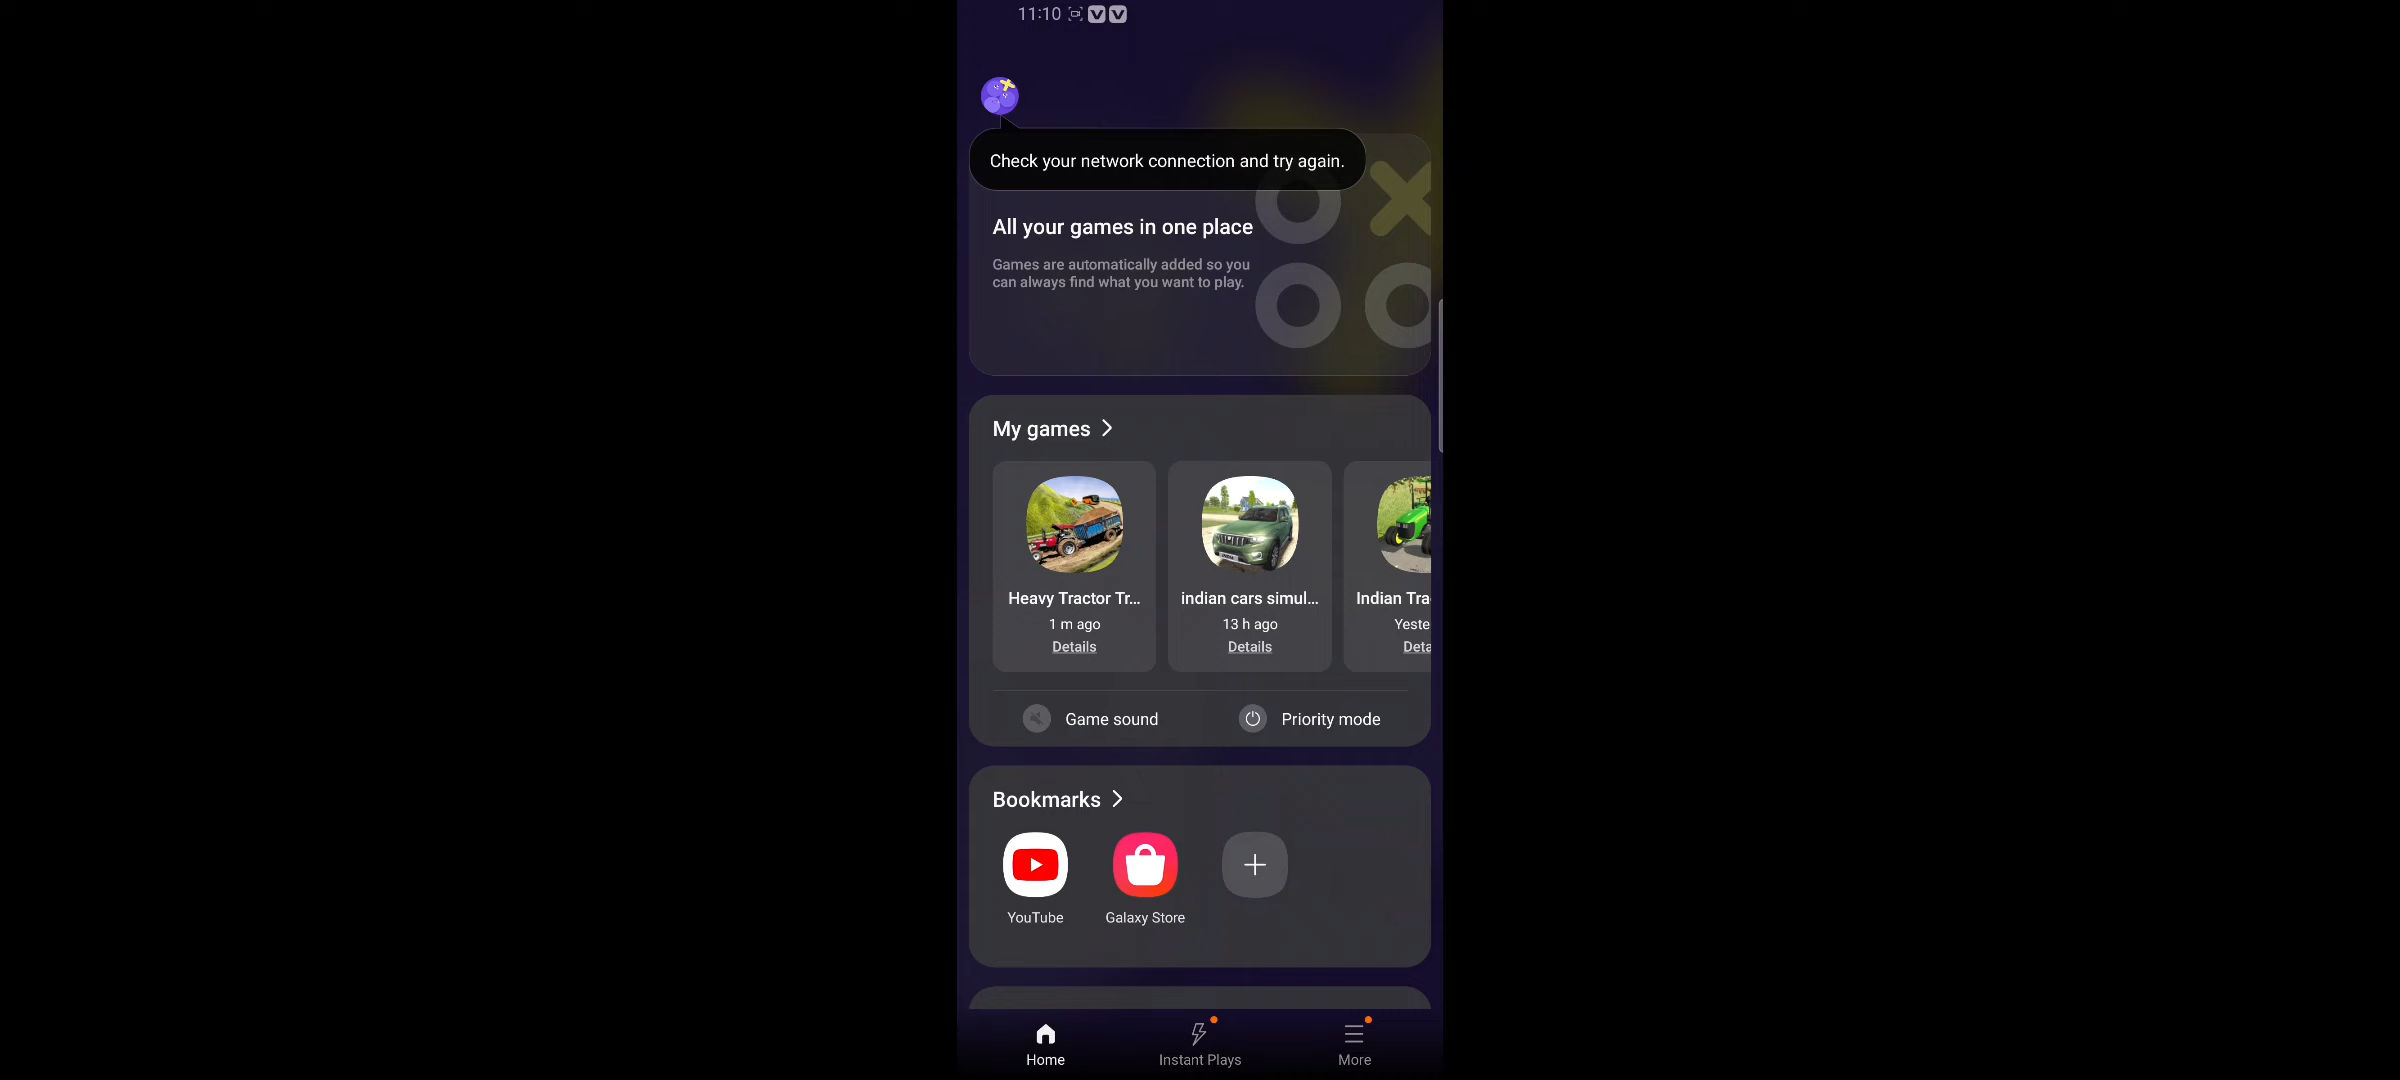 11:10
Check your network connection and try again.
All your games in one place
Games are automatically added so you
can always find what you want to play.
My games
Heavy Tractor Tr...
1 m ago
Details
indian cars simul...
13 h ago
Details
Indian Tra
Yeste
Deta
Game sound
Priority mode
Bookmarks
YouTube
Galaxy Store
Home
Instant Plays
More